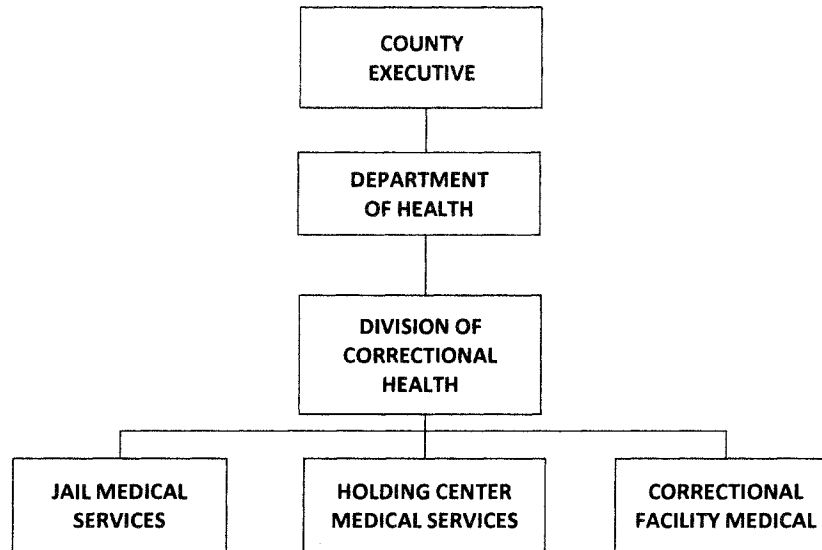 COUNTY
EXECUTIVE
DEPARTMENT
OF HEALTH
DIVISION OF
CORRECTIONAL
HEALTH
JAIL MEDICAL
SERVICES
HOLDING CENTER
MEDICAL SERVICES
CORRECTIONAL
FACILITY MEDICAL